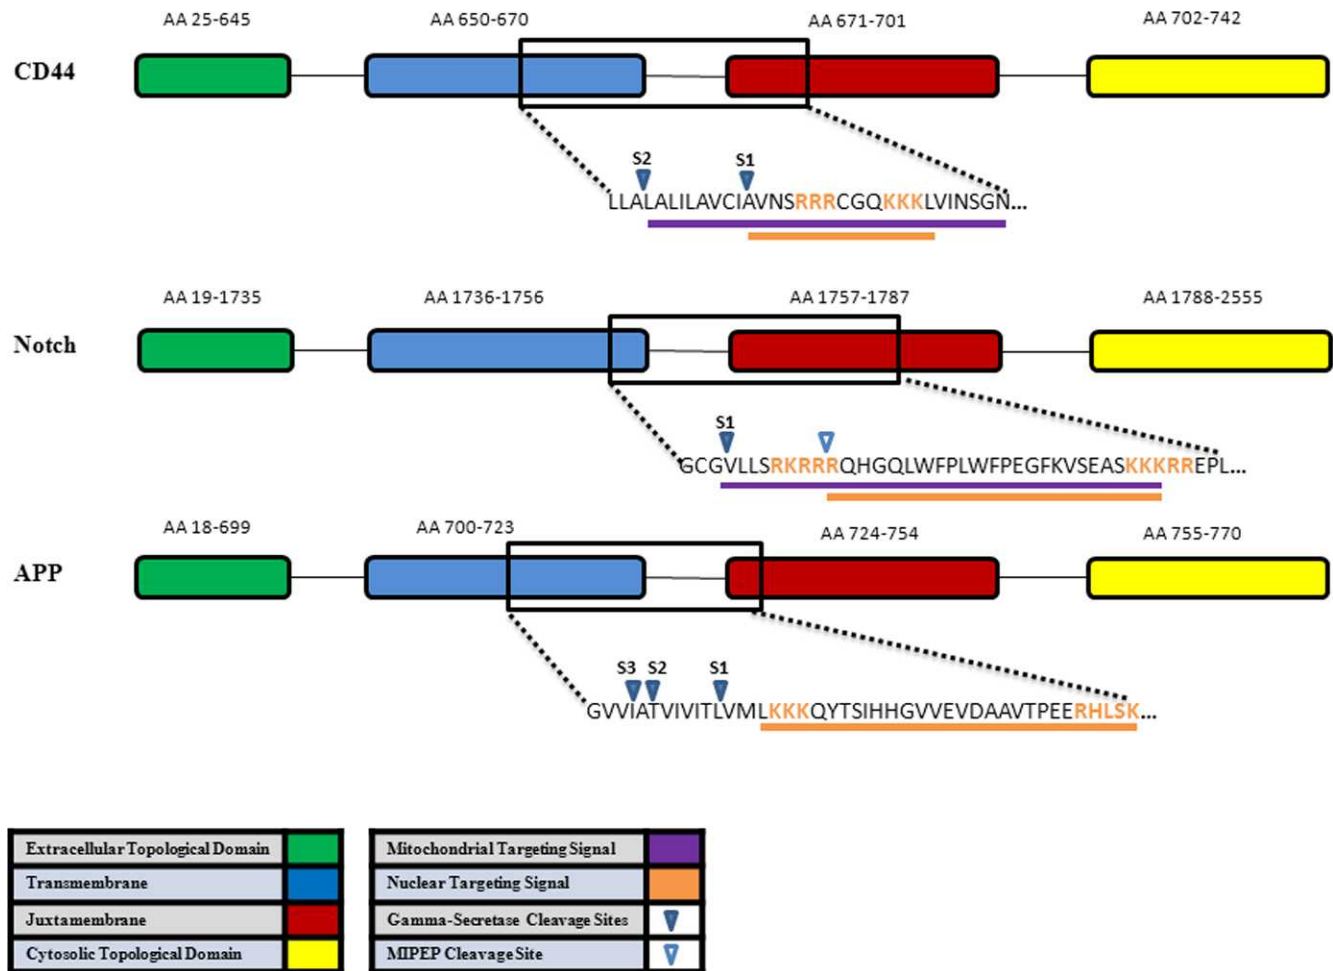 AA 25-645 AA 650-670 AA 671-701 AA 702-742
CD44
S2 S1
LLALALILAVCIAVNSRRRCGQKKKLVINSGN...
AA 19-1735 AA 1736-1756 AA 1757-1787 AA 1788-2555
Notch
S1
GCGVLLSRKRRRQHGQLWFPLWFPEGFKVSEASKKKRREPL...
AA 18-699 AA 700-723 AA 724-754 AA 755-770
APP
S3 S2 S1
GVVIATVIVITLVMLKKKQYTSIHHGVVEVDAAVTPEERHLSK...
Extracellular Topological Domain
Transmembrane
Juxtamembrane
Cytosolic Topological Domain
Mitochondrial Targeting Signal
Nuclear Targeting Signal
Gamma-Secretase Cleavage Sites
MIPEP Cleavage Site